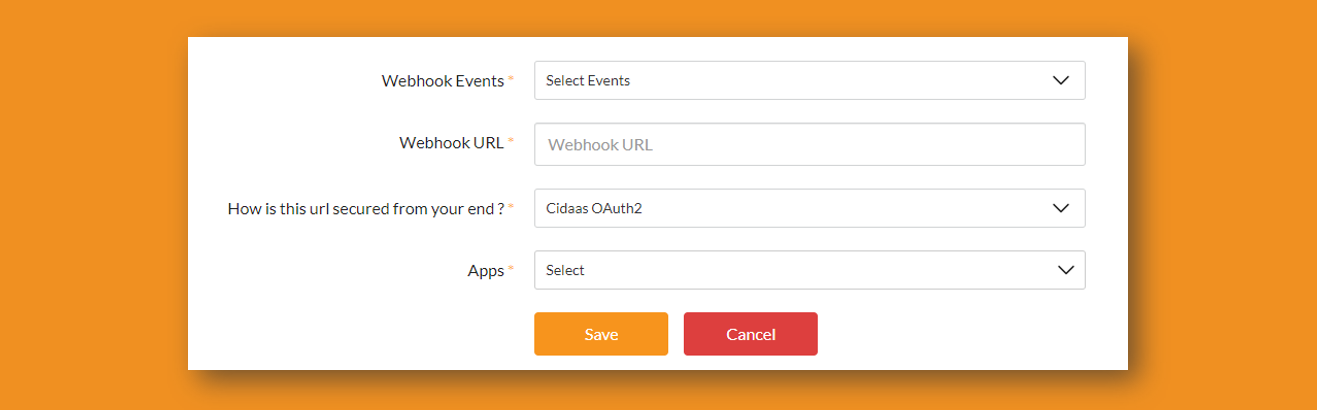 Webhook Events * Select Events
Webhook URL * Webhook URL
How is this url secured from your end ? * Cidaas OAuth2
Apps * Select
Save Cancel